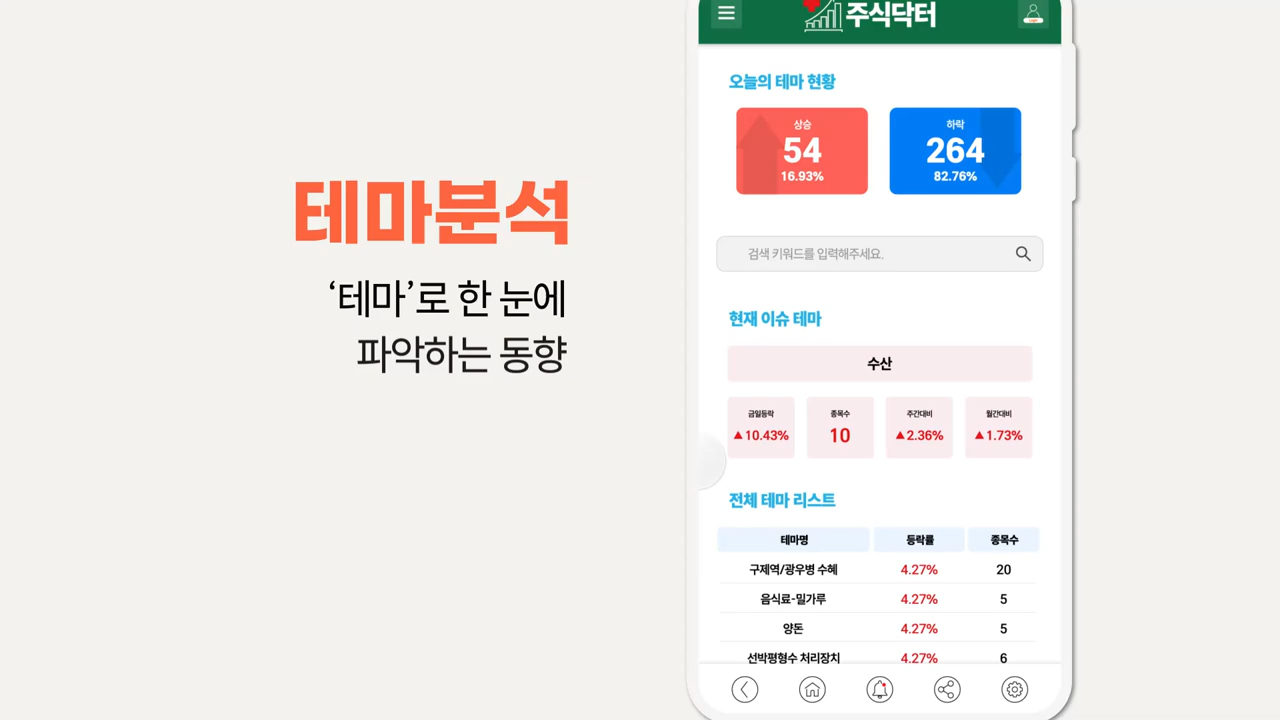 테마분석
‘테마’로 한 눈에
파악하는 동향
주식닥터
오늘의 테마 현황
상승
54
16.93%
하락
264
82.76%
검색 키워드를 입력해주세요.
현재 이슈 테마
수산
금일등락 종목수 주간대비 월간대비
▲10.43% 10 ▲2.36% ▲1.73%
전체 테마 리스트
테마명 등락률 종목수
구제역/광우병 수혜 4.27% 20
음식료-밀가루 4.27% 5
양돈 4.27% 5
선박평형수 처리장치 4.27% 6